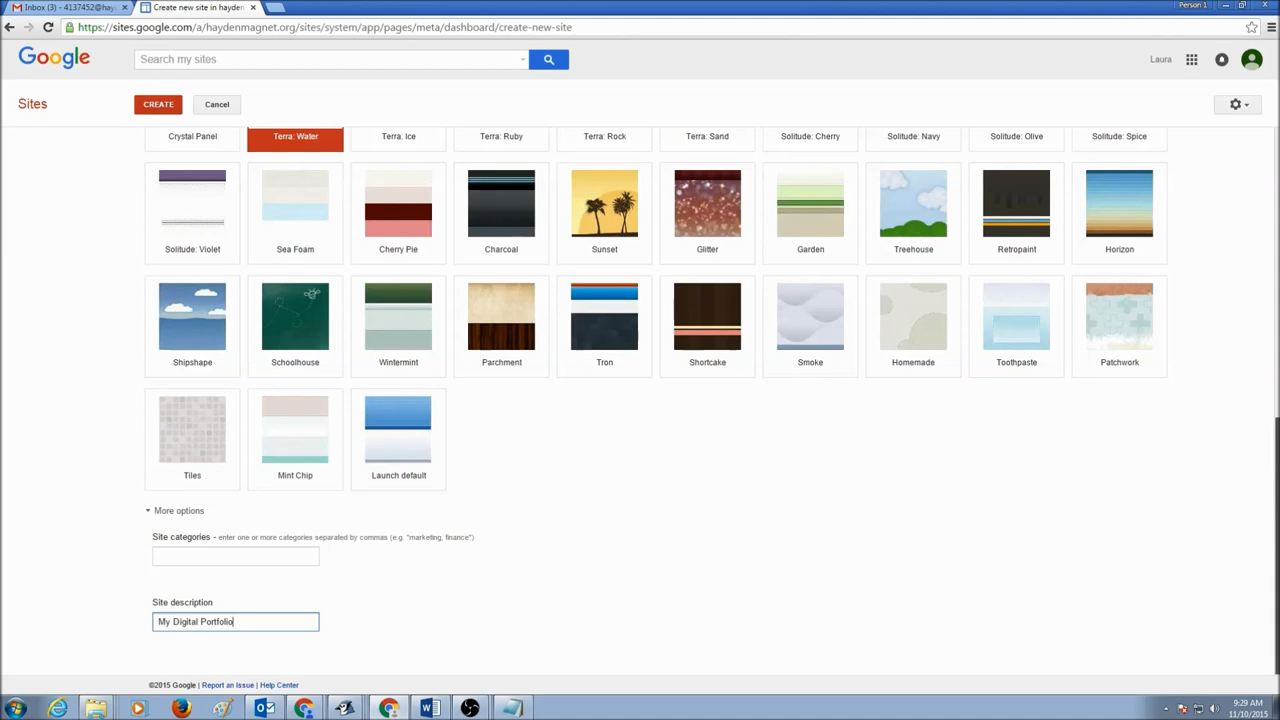 Inbox (3) - 4137452@hay
Create new site in hayden
Person 1
https://sites.google.com/a/haydenmagnet.org/sites/system/app/pages/meta/dashboard/create-new-site
Google
Search my sites
Laura
Sites
CREATE
Cancel
Crystal Panel
Terra: Water
Terra: Ice
Terra: Ruby
Terra: Rock
Terra: Sand
Solitude: Cherry
Solitude: Navy
Solitude: Olive
Solitude: Spice
Solitude: Violet
Sea Foam
Cherry Pie
Charcoal
Sunset
Glitter
Garden
Treehouse
Retropaint
Horizon
Shipshape
Schoolhouse
Wintermint
Parchment
Tron
Shortcake
Smoke
Homemade
Toothpaste
Patchwork
Tiles
Mint Chip
Launch default
More options
Site categories - enter one or more categories separated by commas (e.g. "marketing, finance")
Site description
My Digital Portfolio
©2015 Google | Report an Issue | Help Center
9:29 AM
11/10/2015